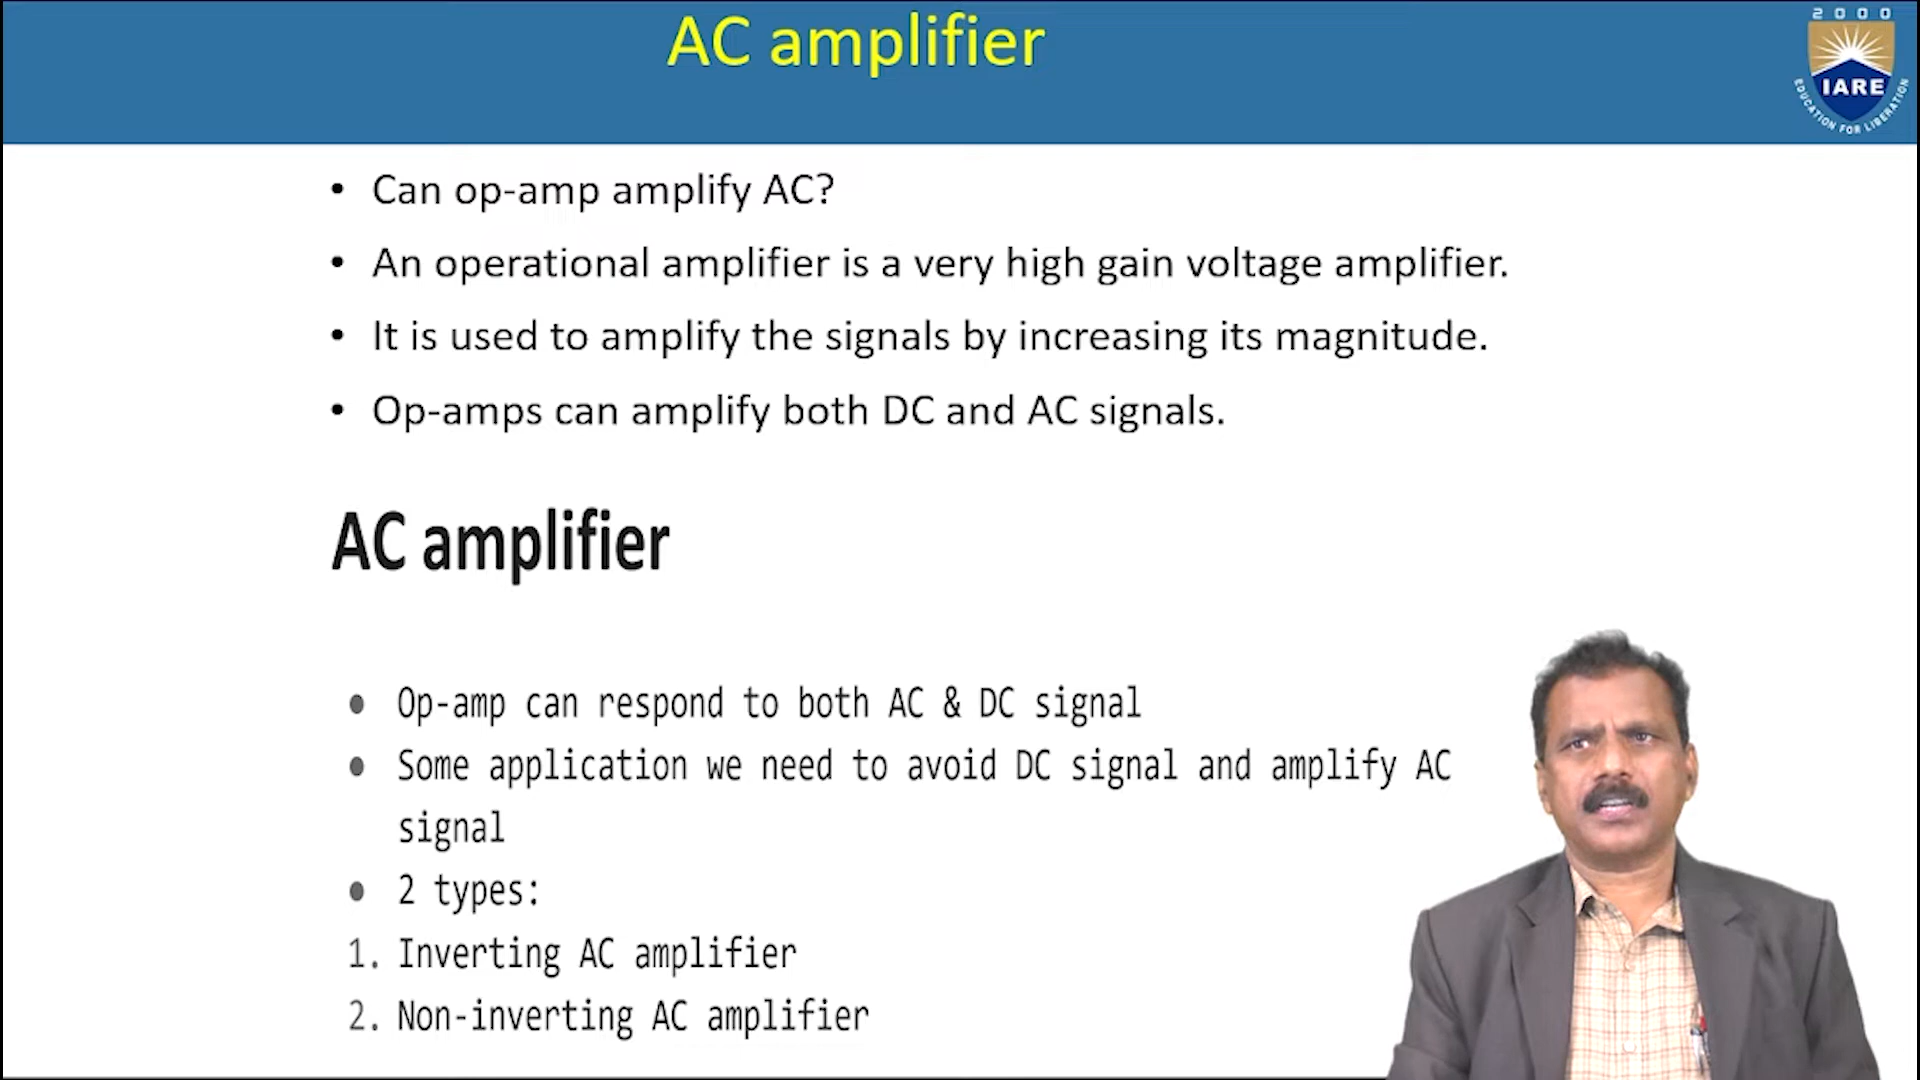 AC amplifier
2000
IARE
EDUCATION FOR LIBERATION
• Can op-amp amplify AC?
• An operational amplifier is a very high gain voltage amplifier.
• It is used to amplify the signals by increasing its magnitude.
• Op-amps can amplify both DC and AC signals.
AC amplifier
● Op-amp can respond to both AC & DC signal
● Some application we need to avoid DC signal and amplify AC
signal
● 2 types:
1. Inverting AC amplifier
2. Non-inverting AC amplifier